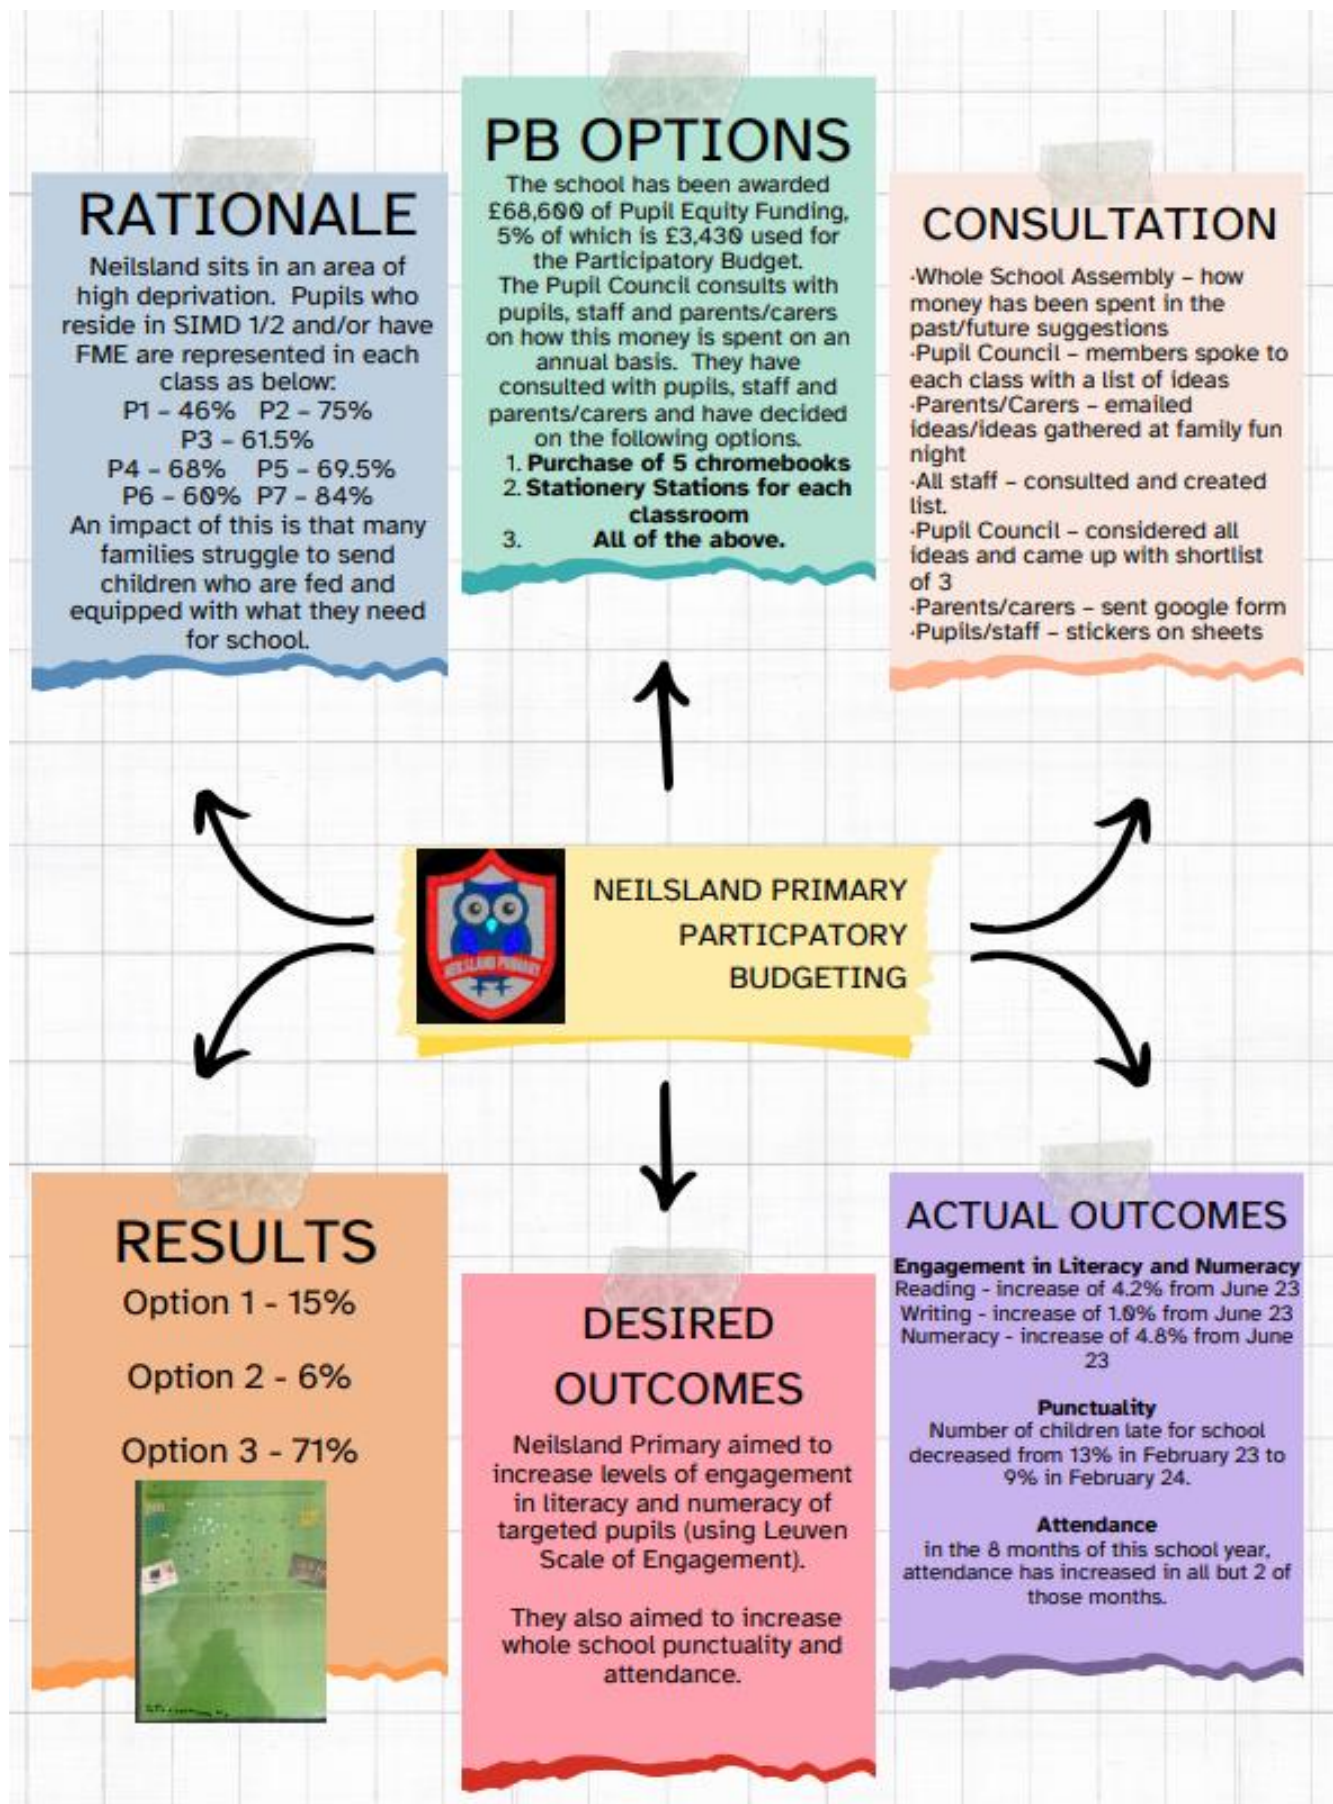 RATIONALE
Neilsland sits in an area of
high deprivation. Pupils who
reside in SIMD 1/2 and/or have
FME are represented in each
class as below:
P1 - 46% P2 - 75%
P3 - 61.5%
P4 - 68% P5 - 69.5%
P6 - 60% P7 - 84%
An impact of this is that many
families struggle to send
children who are fed and
equipped with what they need
for school.
PB OPTIONS
The school has been awarded
£68,600 of Pupil Equity Funding,
5% of which is £3,430 used for
the Participatory Budget.
The Pupil Council consults with
pupils, staff and parents/carers
on how this money is spent on an
annual basis. They have
consulted with pupils, staff and
parents/carers and have decided
on the following options.
1. Purchase of 5 chromebooks
2. Stationery Stations for each
classroom
3. All of the above.
CONSULTATION
·Whole School Assembly – how
money has been spent in the
past/future suggestions
·Pupil Council – members spoke to
each class with a list of ideas
·Parents/Carers – emailed
ideas/ideas gathered at family fun
night
·All staff – consulted and created
list.
·Pupil Council – considered all
ideas and came up with shortlist
of 3
·Parents/carers – sent google form
·Pupils/staff – stickers on sheets
NEILSLAND PRIMARY
NEILSLAND PRIMARY
PARTICPATORY
BUDGETING
RESULTS
Option 1 - 15%
Option 2 - 6%
Option 3 - 71%
DESIRED
OUTCOMES
Neilsland Primary aimed to
increase levels of engagement
in literacy and numeracy of
targeted pupils (using Leuven
Scale of Engagement).
They also aimed to increase
whole school punctuality and
attendance.
ACTUAL OUTCOMES
Engagement in Literacy and Numeracy
Reading - increase of 4.2% from June 23
Writing - increase of 1.0% from June 23
Numeracy - increase of 4.8% from June
23
Punctuality
Number of children late for school
decreased from 13% in February 23 to
9% in February 24.
Attendance
in the 8 months of this school year,
attendance has increased in all but 2 of
those months.